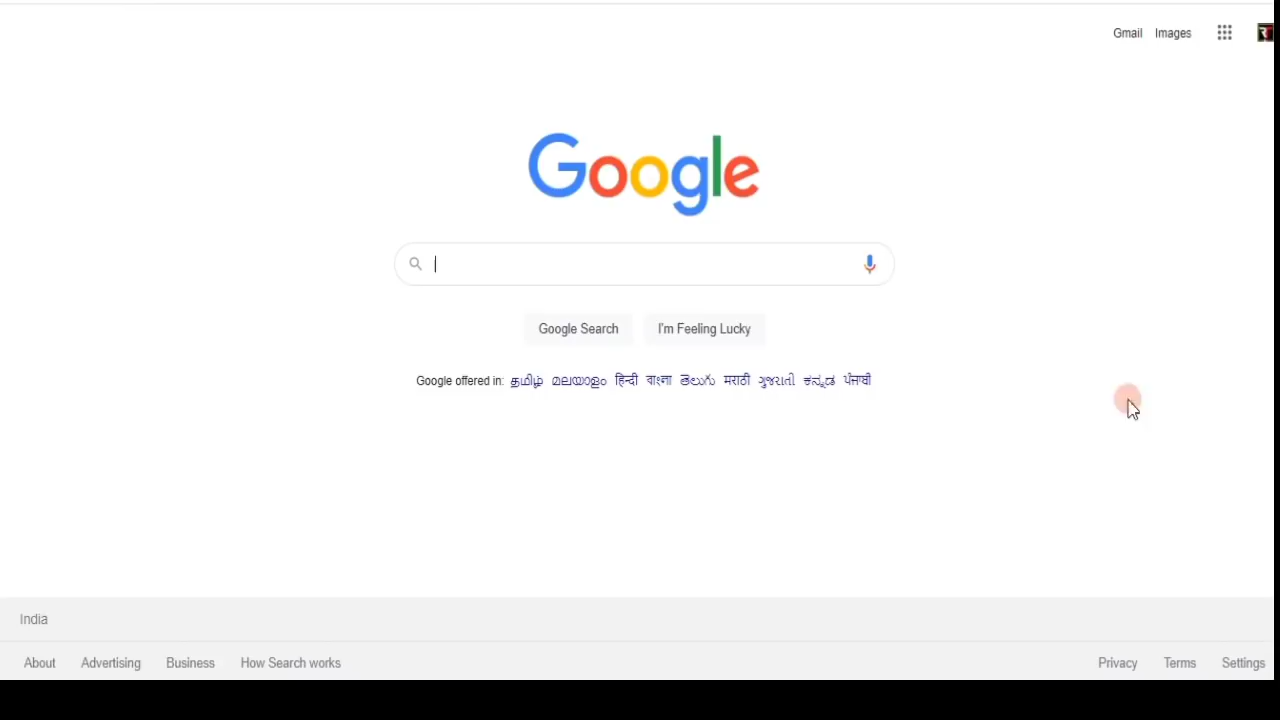 Gmail Images
Google
Google Search I'm Feeling Lucky
Google offered in: தமிழ் മലയാളം हिन्दी বাংলা తెలుగు मराठी ગુજરાતી ಕನ್ನಡ ਪੰਜਾਬੀ
India
About Advertising Business How Search works Privacy Terms Settings